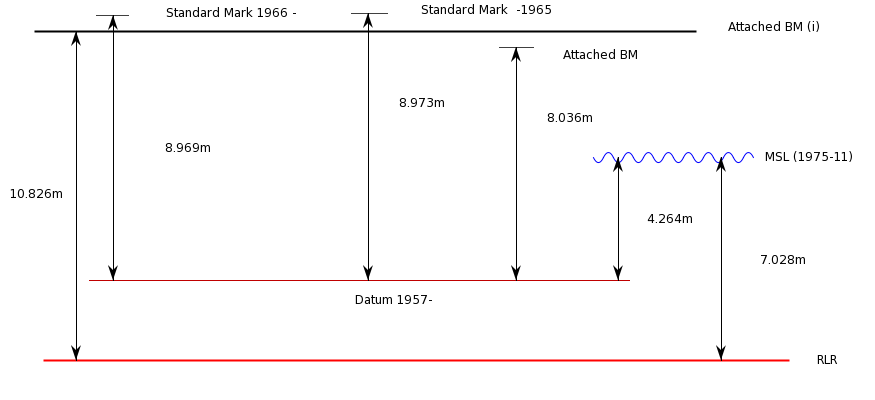 Standard Mark 1966 -
Standard Mark  -1965
Attached BM (i)
Attached BM
8.973m
8.036m
8.969m
MSL (1975-11)
10.826m
4.264m
7.028m
Datum 1957-
RLR